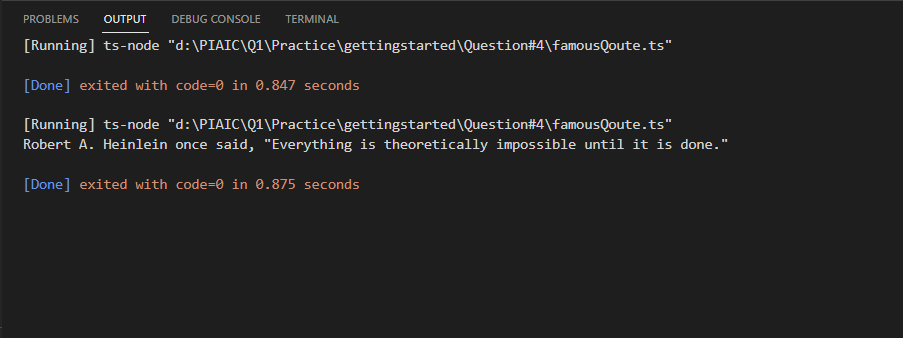 PROBLEMS OUTPUT DEBUG CONSOLE TERMINAL
[Running] ts-node "d:\PIAIC\Q1\Practice\gettingstarted\Question#4\famousQoute.ts"
[Done] exited with code=0 in 0.847 seconds
[Running] ts-node "d:\PIAIC\Q1\Practice\gettingstarted\Question#4\famousQoute.ts"
Robert A. Heinlein once said, "Everything is theoretically impossible until it is done."
[Done] exited with code=0 in 0.875 seconds